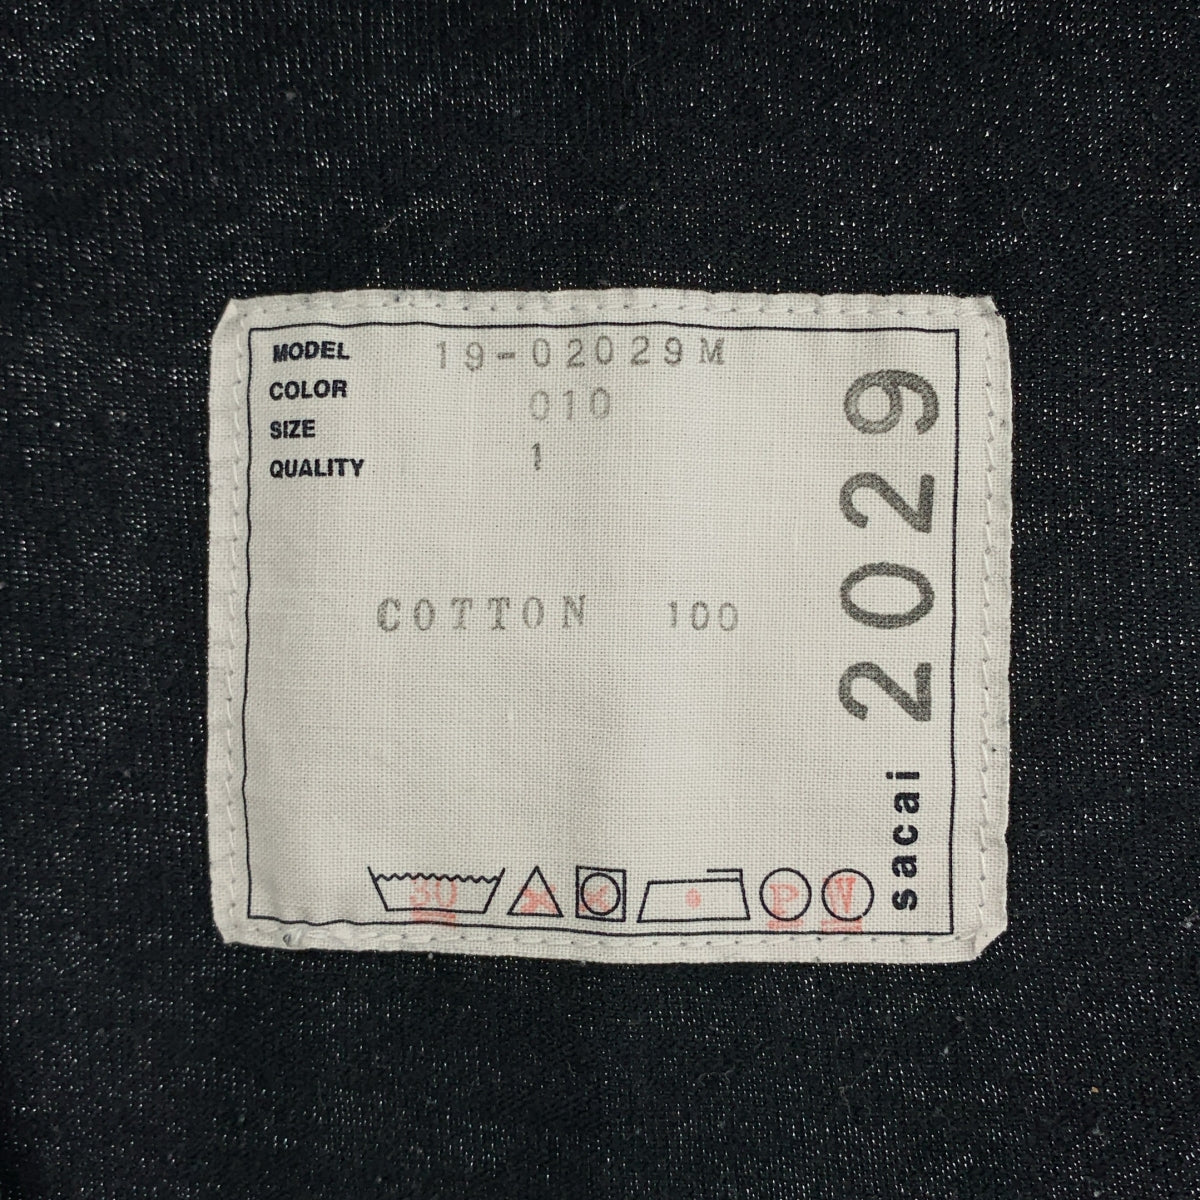 MODEL 19-02029M
COLOR 010
SIZE 1
QUALITY
COTTON 100
sacai 2029
30 P W